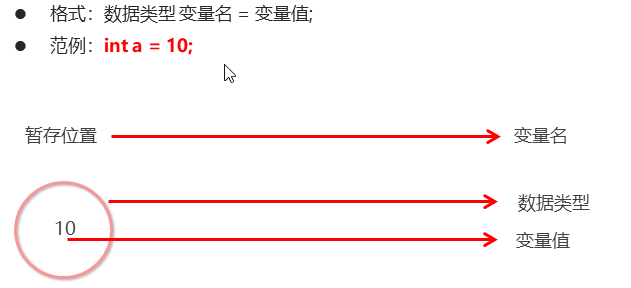 ● 格式：数据类型 变量名 = 变量值;
● 范例：int a = 10;
暂存位置 变量名
数据类型
10 变量值